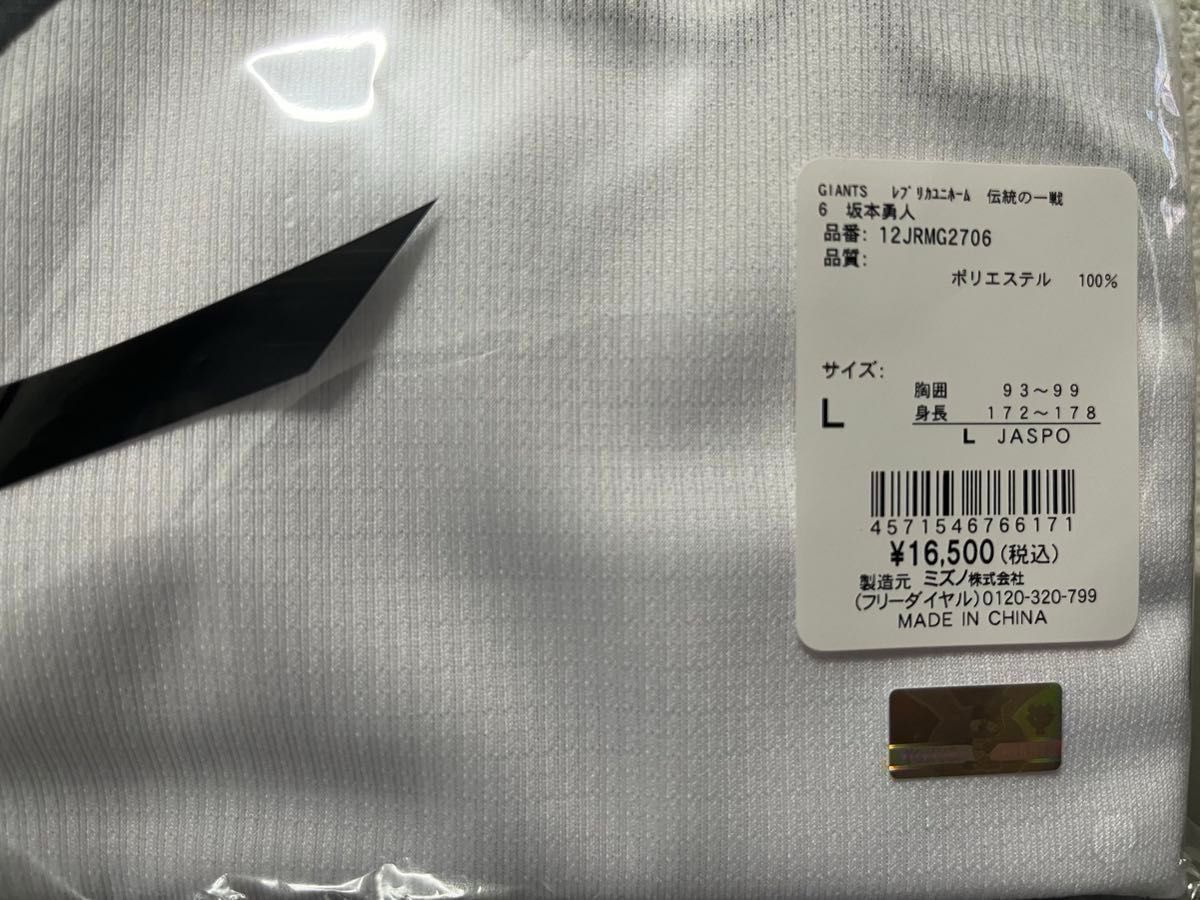 GIANTS ﾚﾌﾟﾘｶﾕﾆﾎｰﾑ 伝統の一戦
6 坂本勇人
品番: 12JRMG2706
品質:
ポリエステル 100%
サイズ:
胸囲 93～99
L 身長 172～178
L JASPO
4571546766171
¥16,500(税込)
製造元 ミズノ株式会社
(フリーダイヤル)0120-320-799
MADE IN CHINA